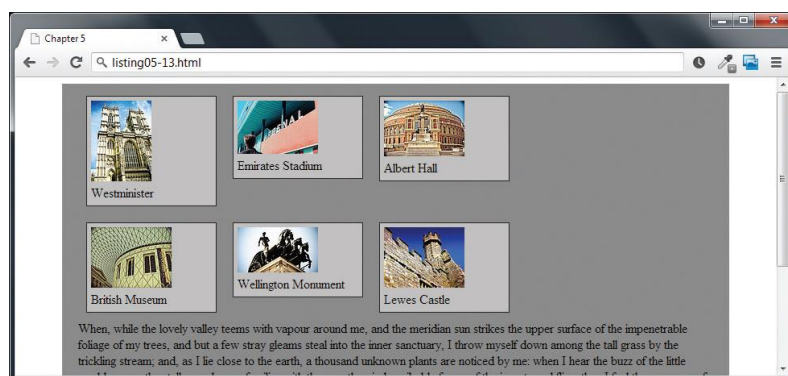 Chapter 5
listing05-13.html
ARSENAL
Westminister
Emirates Stadium
Albert Hall
British Museum
Wellington Monument
Lewes Castle
When, while the lovely valley teems with vapour around me, and the meridian sun strikes the upper surface of the impenetrable
foliage of my trees, and but a few stray gleams steal into the inner sanctuary, I throw myself down among the tall grass by the
trickling stream; and, as I lie close to the earth, a thousand unknown plants are noticed by me: when I hear the buzz of the little